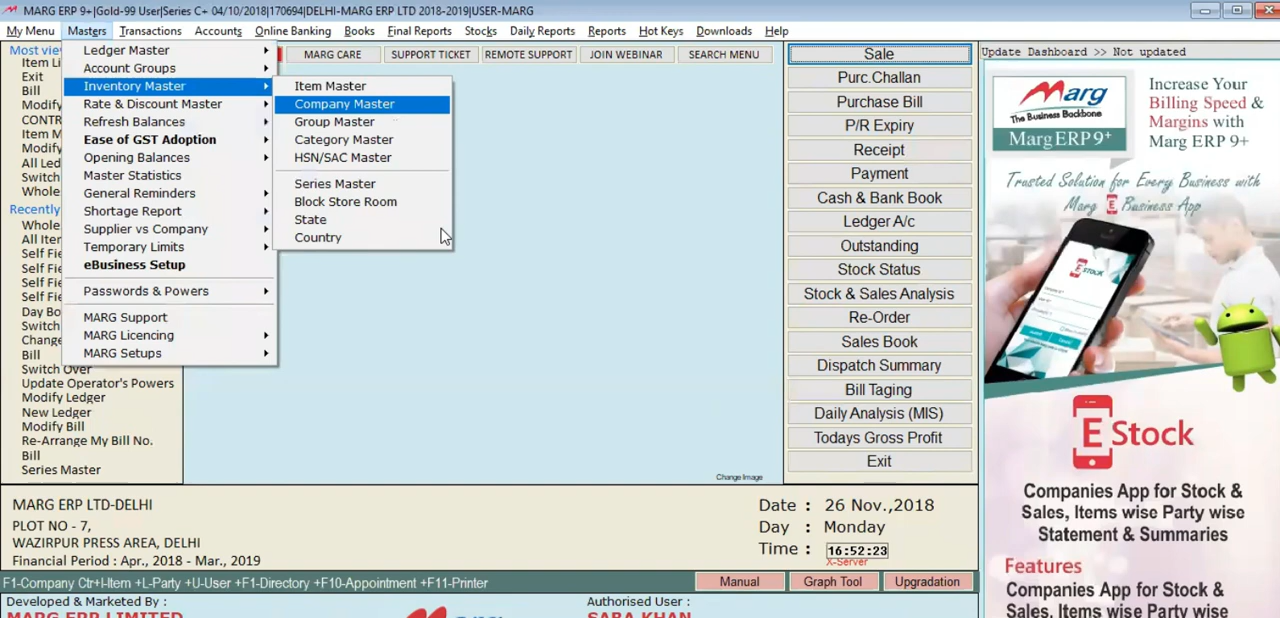 MARG ERP 9+|Gold-99 User|Series C+ 04/10/2018|170694|DELHI-MARG ERP LTD 2018-2019|USER-MARG
My Menu Masters Transactions Accounts Online Banking Books Final Reports Stocks Daily Reports Reports Hot Keys Downloads Help
Most view
Item Li
Exit
Bill
Modify
CONTR
Item M
Modify
All Led
Switch
Whole
Recently
Whole
All Iter
Self Fie
Self Fie
Self Fie
Self Fie
Day Bo
Switch
Change
Bill
Switch Over
Update Operator's Powers
Modify Ledger
New Ledger
Modify Bill
Re-Arrange My Bill No.
Bill
Series Master
Ledger Master
Account Groups
Inventory Master
Rate & Discount Master
Refresh Balances
Ease of GST Adoption
Opening Balances
Master Statistics
General Reminders
Shortage Report
Supplier vs Company
Temporary Limits
eBusiness Setup
Passwords & Powers
MARG Support
MARG Licencing
MARG Setups
Item Master
Company Master
Group Master
Category Master
HSN/SAC Master
Series Master
Block Store Room
State
Country
MARG CARE SUPPORT TICKET REMOTE SUPPORT JOIN WEBINAR SEARCH MENU
Change Image
Sale
Purc.Challan
Purchase Bill
P/R Expiry
Receipt
Payment
Cash & Bank Book
Ledger A/c
Outstanding
Stock Status
Stock & Sales Analysis
Re-Order
Sales Book
Dispatch Summary
Bill Tagging
Daily Analysis (MIS)
Todays Gross Profit
Exit
Update Dashboard >> Not updated
Marg
The Business Backbone
Marg ERP 9+
Increase Your
Billing Speed &
Margins with
Marg ERP 9+
Trusted Solution for Every Business with
Marg E Business App
E STOCK
E Stock
Companies App for Stock &
Sales, Items wise Party wise
Statement & Summaries
Features
Companies App for Stock &
Sales, Items wise Party wise
MARG ERP LTD-DELHI
PLOT NO - 7,
WAZIRPUR PRESS AREA, DELHI
Financial Period : Apr., 2018 - Mar., 2019
Date : 26 Nov.,2018
Day : Monday
Time : 16:52:23
X-Server
F1-Company Ctr+I-Item +L-Party +U-User +F1-Directory +F10-Appointment +F11-Printer
Manual Graph Tool Upgradation
Developed & Marketed By :
MARG ERP LIMITED
Authorised User :
SABA KHAN